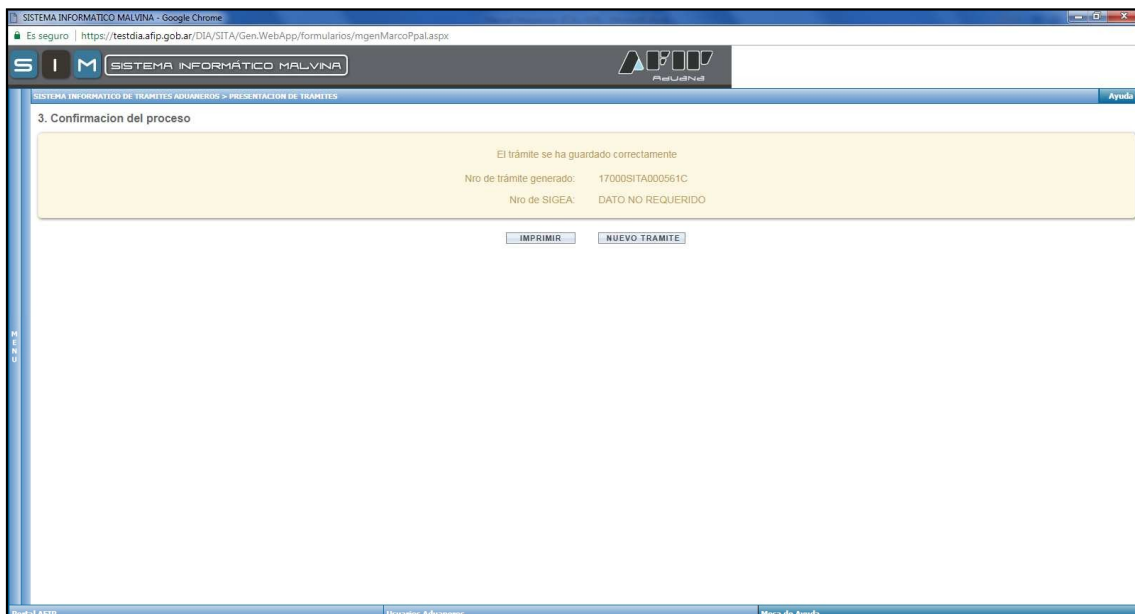 SISTEMA INFORMATICO MALVINA - Google Chrome
Es seguro | https://testdia.afip.gob.ar/DIA/SITA/Gen.WebApp/formularios/mgenMarcoPpal.aspx
S I M SISTEMA INFORMÁTICO MALVINA
AFIP
ADUANA
SISTEMA INFORMATICO DE TRAMITES ADUANEROS > PRESENTACION DE TRAMITES
Ayuda
3. Confirmacion del proceso
El trámite se ha guardado correctamente
Nro de trámite generado: 17000SITA000561C
Nro de SIGEA: DATO NO REQUERIDO
IMPRIMIR NUEVO TRAMITE
MENU
Portal AFIP Usuarios Aduaneros Mesa de Ayuda